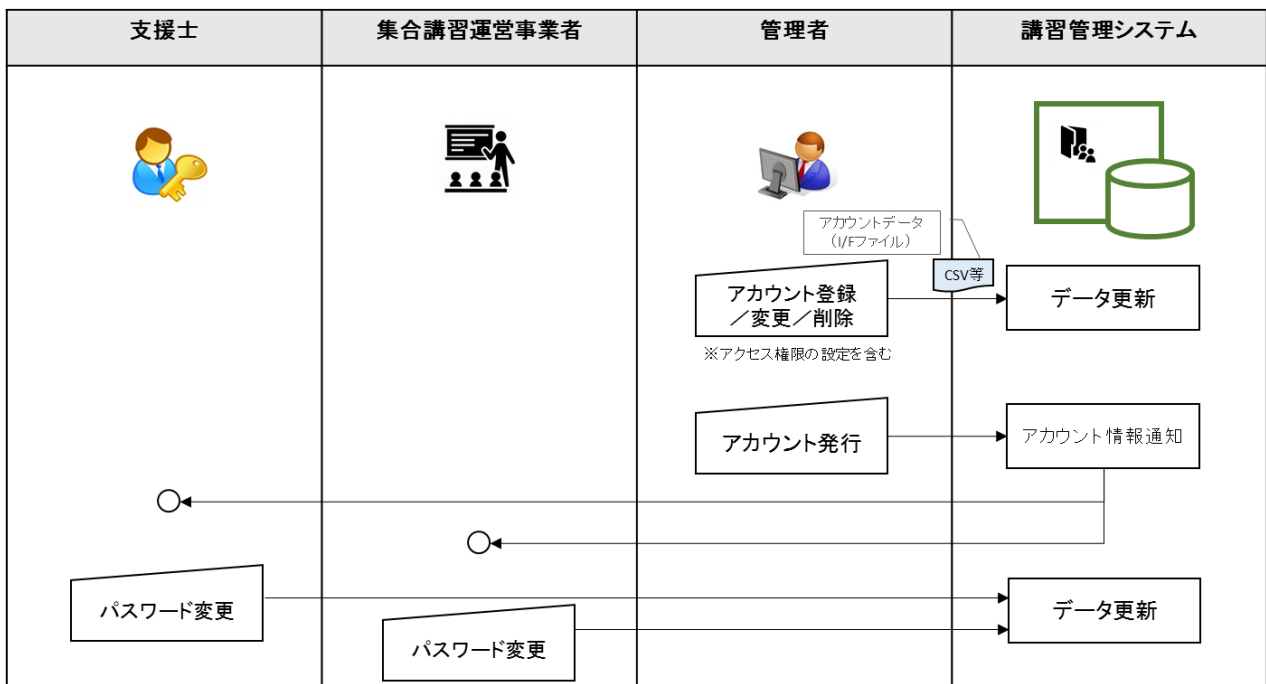 支援士
集合講習運営事業者
管理者
講習管理システム
アカウントデータ
(I/Fファイル)
CSV等
アカウント登録
／変更／削除
データ更新
※アクセス権限の設定を含む
アカウント発行
アカウント情報通知
パスワード変更
データ更新
パスワード変更